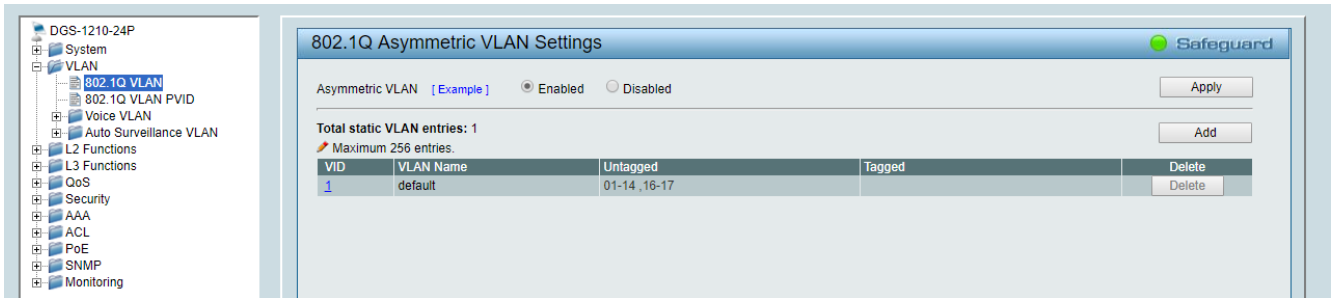 DGS-1210-24P
System
VLAN
802.1Q VLAN
802.1Q VLAN PVID
Voice VLAN
Auto Surveillance VLAN
L2 Functions
L3 Functions
QoS
Security
AAA
ACL
PoE
SNMP
Monitoring
802.1Q Asymmetric VLAN Settings Safeguard
Asymmetric VLAN [ Example ] Enabled Disabled Apply
Total static VLAN entries: 1 Add
Maximum 256 entries.
VID VLAN Name Untagged Tagged Delete
1 default 01-14 ,16-17 Delete